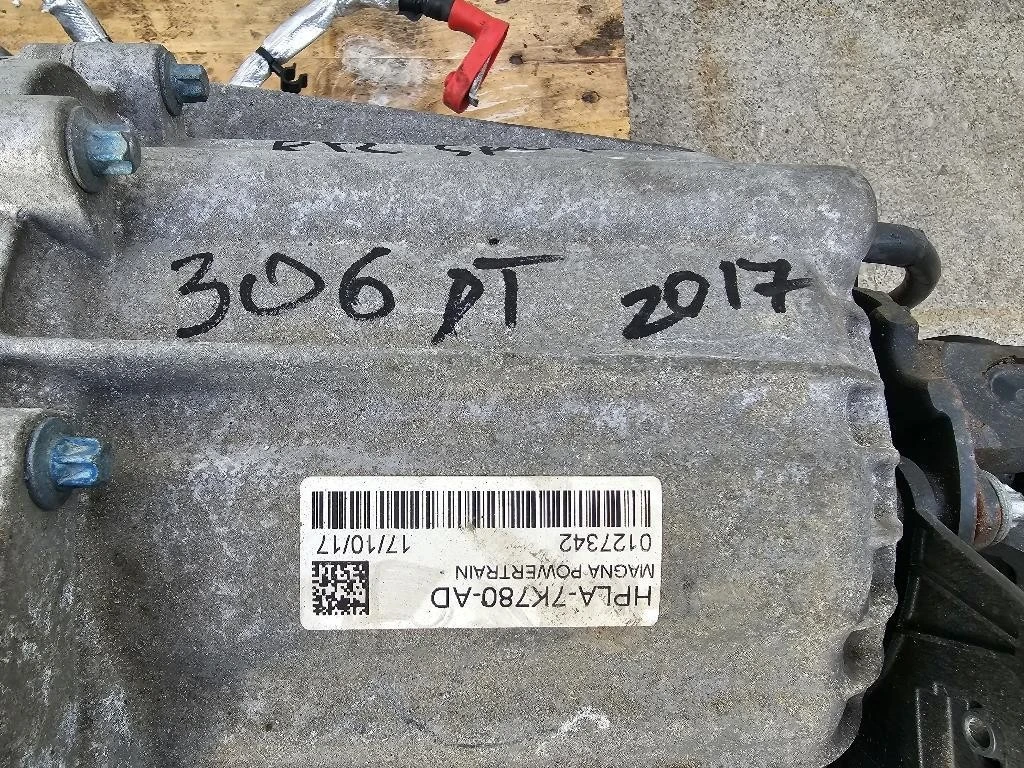 306 DT 2017
HPLA-7K780-AD
MAGNA POWERTRAIN
0127342 17/10/17